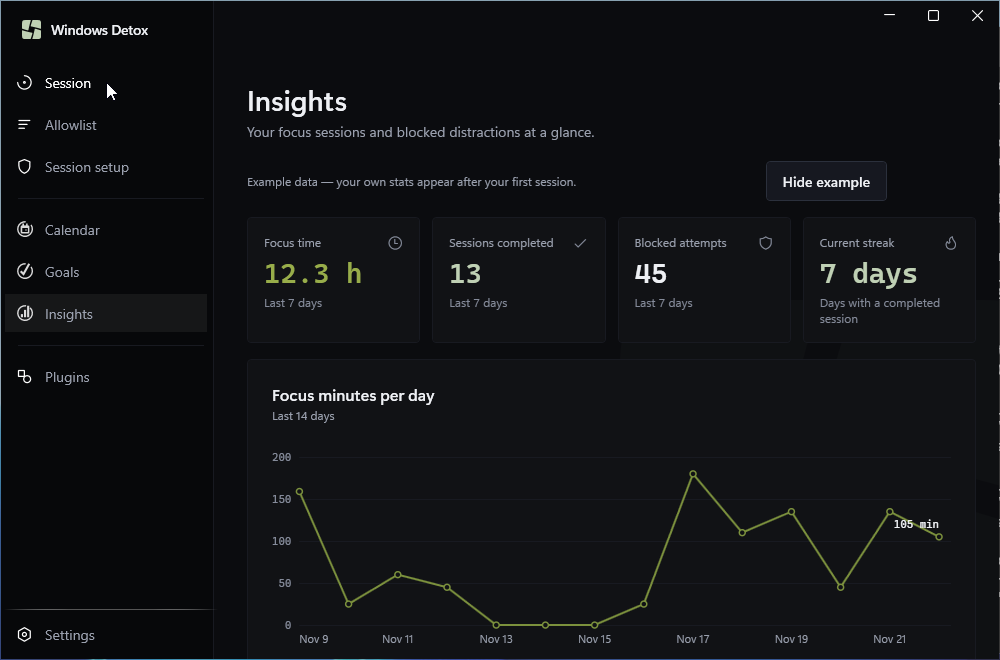 Windows Detox
Session
Allowlist
Session setup
Calendar
Goals
Insights
Plugins
Settings
Insights
Your focus sessions and blocked distractions at a glance.
Example data — your own stats appear after your first session.
Hide example
Focus time
12.3 h
Last 7 days
Sessions completed
13
Last 7 days
Blocked attempts
45
Last 7 days
Current streak
7 days
Days with a completed
session
Focus minutes per day
Last 14 days
200
150
100
50
0
105 min
Nov 9
Nov 11
Nov 13
Nov 15
Nov 17
Nov 19
Nov 21